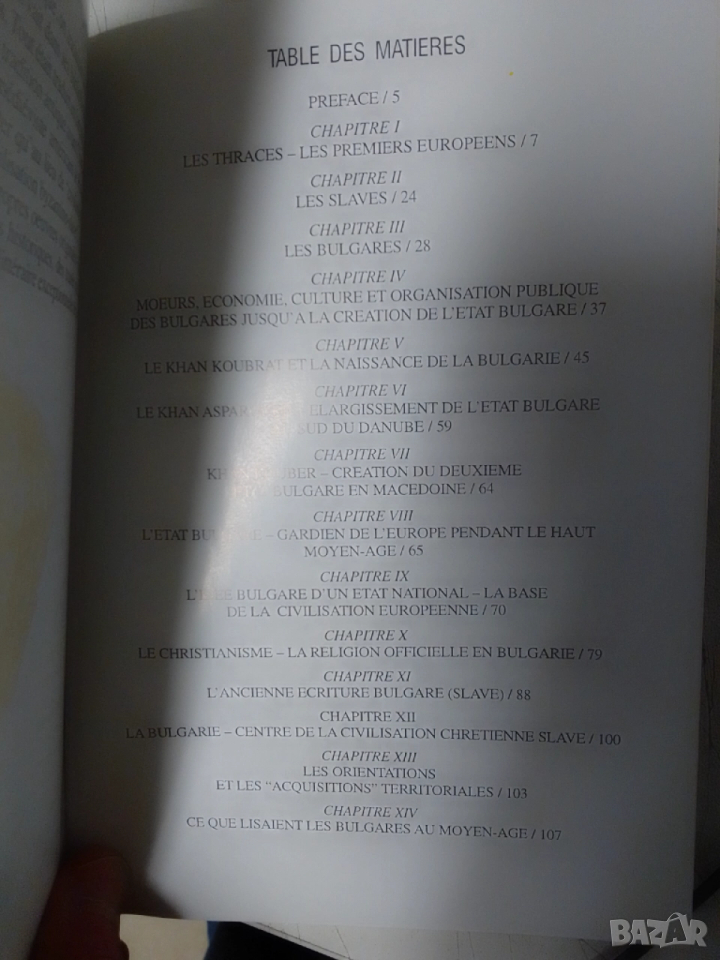 TABLE DES MATIERES
PREFACE / 5
CHAPITRE I
LES THRACES – LES PREMIERS EUROPEENS / 7
CHAPITRE II
LES SLAVES / 24
CHAPITRE III
LES BULGARES / 28
CHAPITRE IV
MOEURS, ECONOMIE, CULTURE ET ORGANISATION PUBLIQUE
DES BULGARES JUSQU'A LA CREATION DE L'ETAT BULGARE / 37
CHAPITRE V
LE KHAN KOUBRAT ET LA NAISSANCE DE LA BULGARIE / 45
CHAPITRE VI
LE KHAN ELARGISSEMENT DE L'ETAT BULGARE
SUD DU DANUBE / 59
CHAPITRE VII
– CREATION DU DEUXIEME
BULGARE EN MACEDOINE / 64
CHAPITRE VIII
L'ETAT – GARDIEN DE L'EUROPE PENDANT LE HAUT
MOYEN-AGE / 65
CHAPITRE IX
BULGARE D'UN ETAT NATIONAL – LA BASE
DE LA CIVILISATION EUROPEENNE / 70
CHAPITRE X
LE CHRISTIANISME – LA RELIGION OFFICIELLE EN BULGARIE / 79
CHAPITRE XI
L'ANCIENNE ECRITURE BULGARE (SLAVE) / 88
CHAPITRE XII
LA BULGARIE – CENTRE DE LA CIVILISATION CHRETIENNE SLAVE / 100
CHAPITRE XIII
LES ORIENTATIONS
ET LES “ACQUISITIONS” TERRITORIALES / 103
CHAPITRE XIV
CE QUE LISAIENT LES BULGARES AU MOYEN-AGE / 107
BAZAR.bg